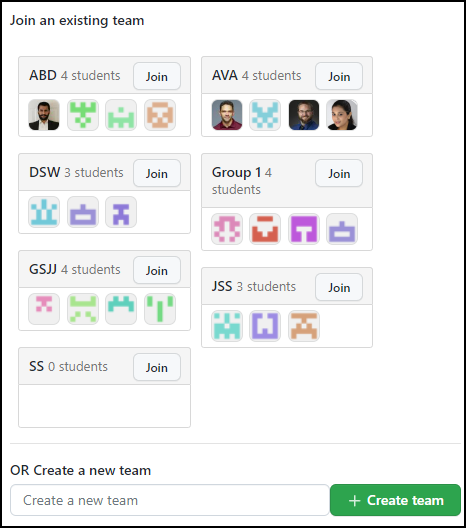 Join an existing team
ABD 4 students Join
AVA 4 students Join
DSW 3 students Join
Group 1 4
students
Join
GSJJ 4 students Join
JSS 3 students Join
SS 0 students Join
OR Create a new team
Create a new team
+ Create team